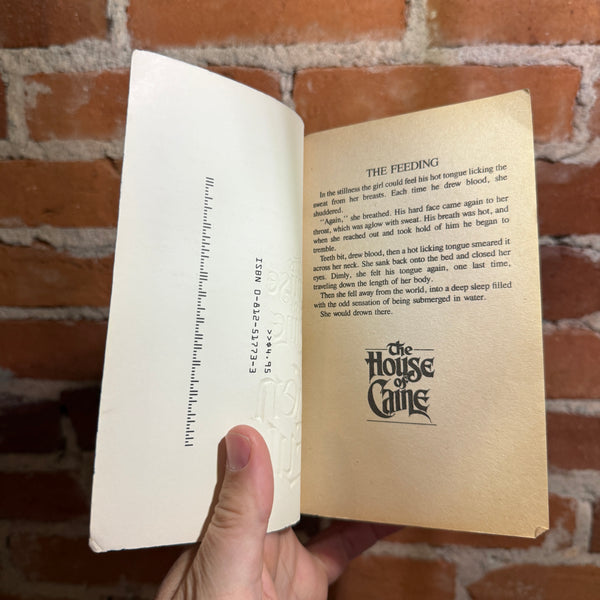 ISBN 0-812-51773-3
>>$4.95
THE FEEDING
In the stillness the girl could feel his hot tongue licking the
sweat from her breasts. Each time he drew blood, she
shuddered.
"Again," she breathed. His hard face came again to her
throat, which was aglow with sweat. His breath was hot, and
when she reached out and took hold of him he began to
tremble.
Teeth bit, drew blood, then a hot licking tongue smeared it
across her neck. She sank back onto the bed and closed her
eyes. Dimly, she felt his tongue again, one last time,
traveling down the length of her body.
Then she fell away from the world, into a deep sleep filled
with the odd sensation of being submerged in water.
She would drown there.
The
House
of
Caine